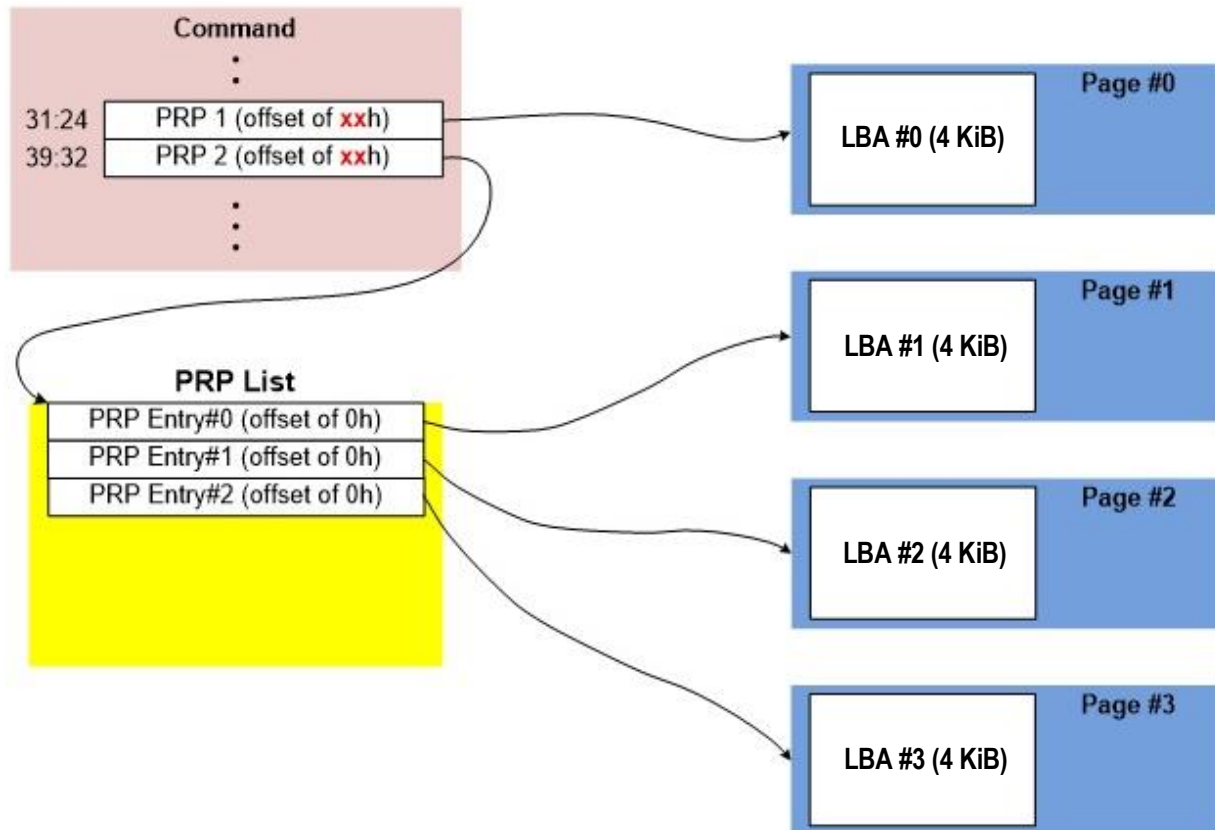 Command
31:24 PRP 1 (offset of xxh)
39:32 PRP 2 (offset of xxh)
PRP List
PRP Entry#0 (offset of 0h)
PRP Entry#1 (offset of 0h)
PRP Entry#2 (offset of 0h)
Page #0
LBA #0 (4 KiB)
Page #1
LBA #1 (4 KiB)
Page #2
LBA #2 (4 KiB)
Page #3
LBA #3 (4 KiB)